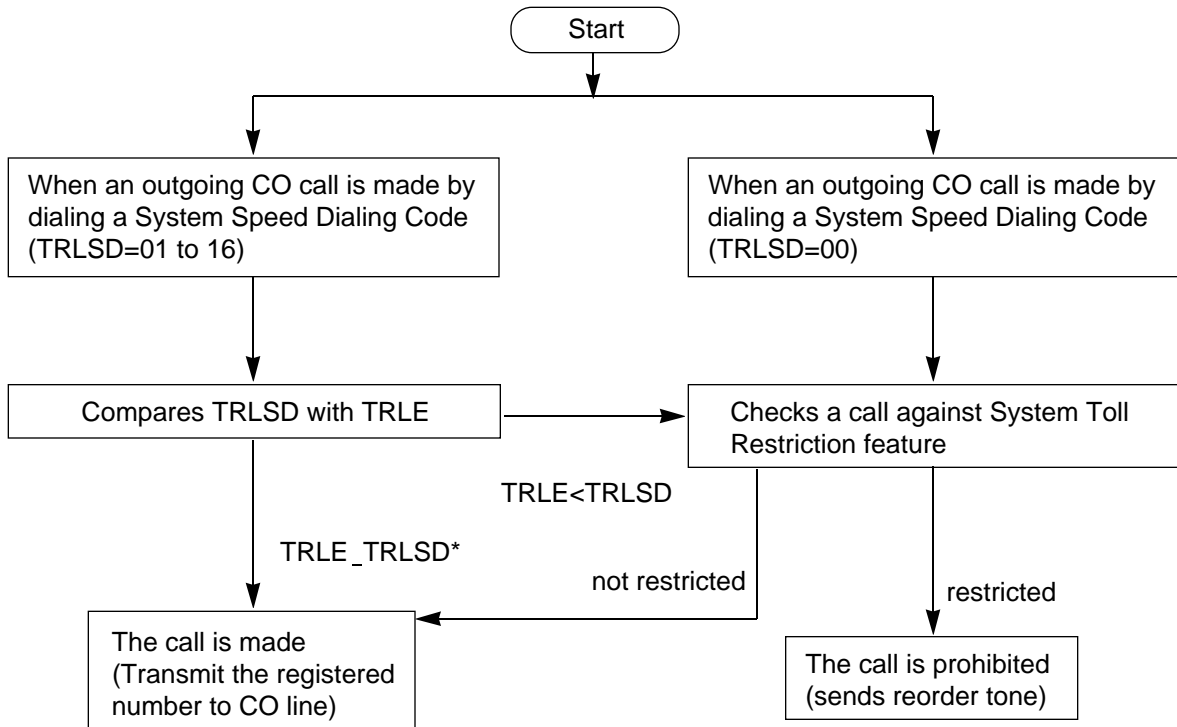 Start
When an outgoing CO call is made by
dialing a System Speed Dialing Code
(TRLSD=01 to 16)
When an outgoing CO call is made by
dialing a System Speed Dialing Code
(TRLSD=00)
Compares TRLSD with TRLE
Checks a call against System Toll
Restriction feature
TRLE<TRLSD
TRLE_TRLSD*
not restricted
restricted
The call is made
(Transmit the registered
number to CO line)
The call is prohibited
(sends reorder tone)